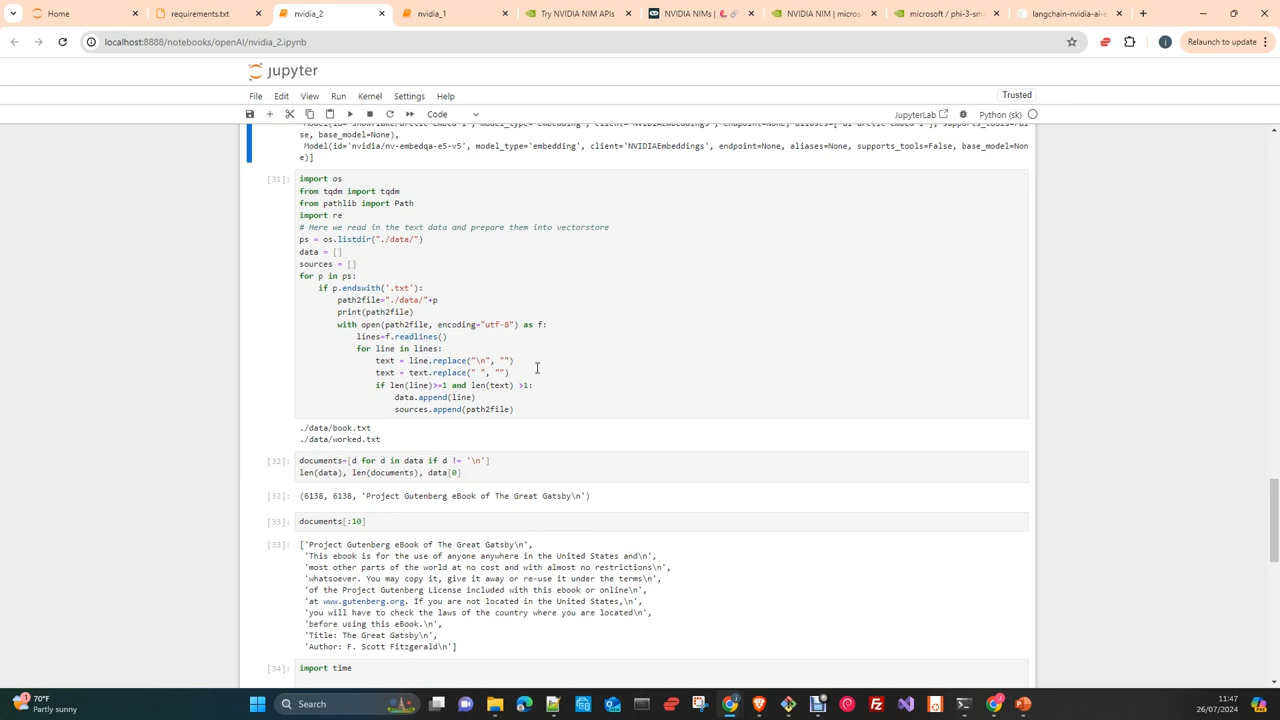 Home
requirements.txt
nvidia_2
nvidia_1
Try NVIDIA NIM APIs
NVIDIA NIMs |
NVIDIA NIM | micros
microsoft / phi-3-sma
langchain-nvidia-ai-e
localhost:8888/notebooks/openAI/nvidia_2.ipynb
Relaunch to update
jupyter
File Edit View Run Kernel Settings Help
Trusted
Code
JupyterLab
Python (sk)
se, base_model=None),
Model(id='nvidia/nv-embedqa-e5-v5', model_type='embedding', client='NVIDIAEmbeddings', endpoint=None, aliases=None, supports_tools=False, base_model=Non
e)]
[31]:
import os
from tqdm import tqdm
from pathlib import Path
import re
# Here we read in the text data and prepare them into vectorstore
ps = os.listdir("./data/")
data = []
sources = []
for p in ps:
if p.endswith('.txt'):
path2file="./data/"+p
print(path2file)
with open(path2file, encoding="utf-8") as f:
lines=f.readlines()
for line in lines:
text = line.replace("\n", "")
text = text.replace(" ", "")
if len(line)>=1 and len(text) >1:
data.append(line)
sources.append(path2file)
./data/book.txt
./data/worked.txt
[32]:
documents=[d for d in data if d != '\n']
len(data), len(documents), data[0]
[32]:
(6138, 6138, 'Project Gutenberg eBook of The Great Gatsby\n')
[33]:
documents[:10]
[33]:
['Project Gutenberg eBook of The Great Gatsby\n',
'This ebook is for the use of anyone anywhere in the United States and\n',
'most other parts of the world at no cost and with almost no restrictions\n',
'whatsoever. You may copy it, give it away or re-use it under the terms\n',
'of the Project Gutenberg License included with this ebook or online\n',
'at www.gutenberg.org. If you are not located in the United States,\n',
'you will have to check the laws of the country where you are located\n',
'before using this eBook.\n',
'Title: The Great Gatsby\n',
'Author: F. Scott Fitzgerald\n']
[34]:
import time
70°F
Partly sunny
Search
11:47
26/07/2024